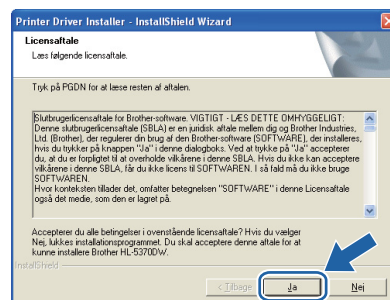 Printer Driver Installer - InstallShield Wizard
Licensaftale
Læs følgende licensaftale.
Tryk på PGDN for at læse resten af aftalen.
Slutbrugerlicensaftale for Brother-software. VIGTIGT - LÆS DETTE OMHYGGELIGT:
Denne slutbrugerlicensaftale (SBLA) er en juridisk aftale mellem dig og Brother Industries,
Ltd. (Brother), der regulerer din brug af den Brother-software (SOFTWARE), der installeres,
hvis du trykker på knappen "Ja" i denne dialogboks. Ved at trykke på "Ja" accepterer
du, at du er forpligtet til at overholde vilkårene i denne SBLA. Hvis du ikke kan acceptere
vilkårene i denne SBLA, får du ikke licens til SOFTWAREN. I så fald må du ikke bruge
SOFTWAREN.
Hvor konteksten tillader det, omfatter betegnelsen "SOFTWARE" i denne Licensaftale
også det medie, som den er lagret på.
Accepterer du alle betingelser i ovenstående licensaftale? Hvis du vælger
Nej, lukkes installationsprogrammet. Du skal acceptere denne aftale for at
kunne installere Brother HL-5370DW.
InstallShield
< Tilbage
Ja
Nej